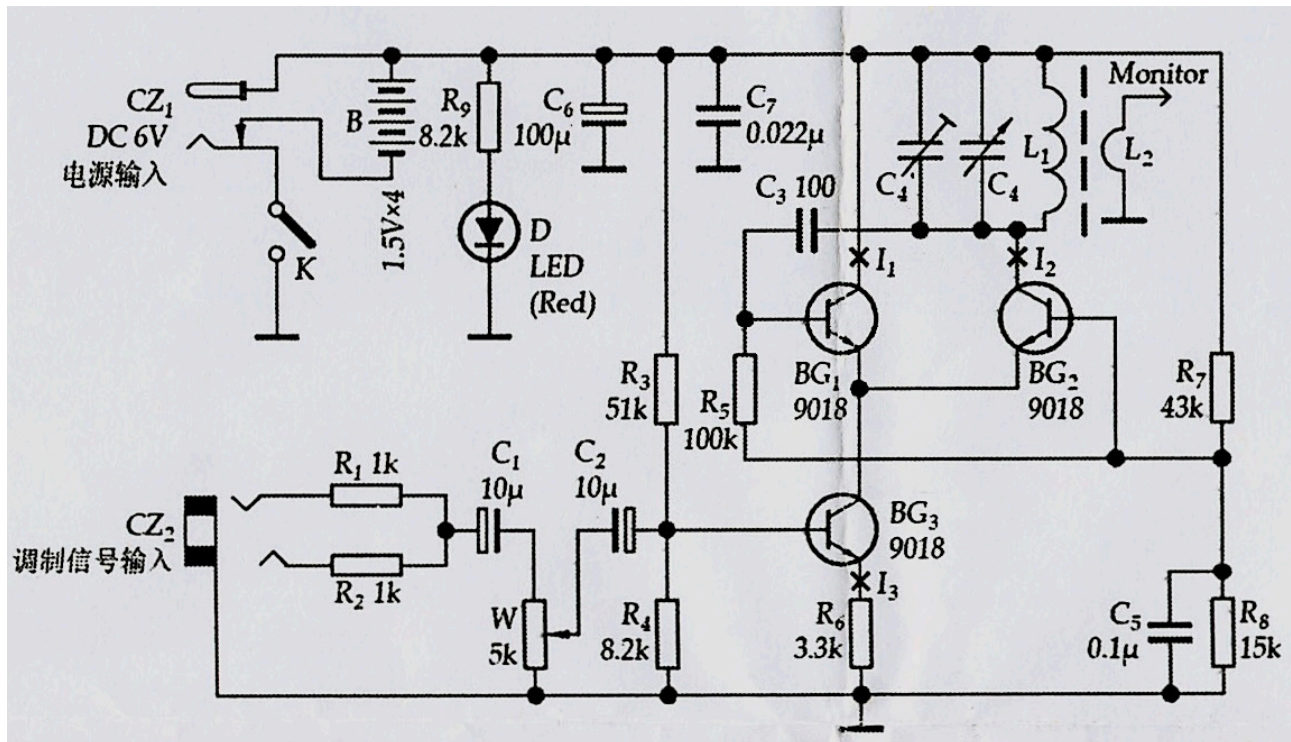 CZ₁
DC 6V
电源输入
K
B
1.5V×4
R₉
8.2k
D
LED
(Red)
C₆
100μ
C₇
0.022μ
C₃ 100
C₄'
C₄
L₁
L₂
Monitor
I₁
I₂
R₃
51k
R₅
100k
BG₁
9018
BG₂
9018
R₇
43k
CZ₂
调制信号输入
R₁ 1k
R₂ 1k
C₁
10μ
C₂
10μ
W
5k
R₄
8.2k
BG₃
9018
I₃
R₆
3.3k
C₅
0.1μ
R₈
15k